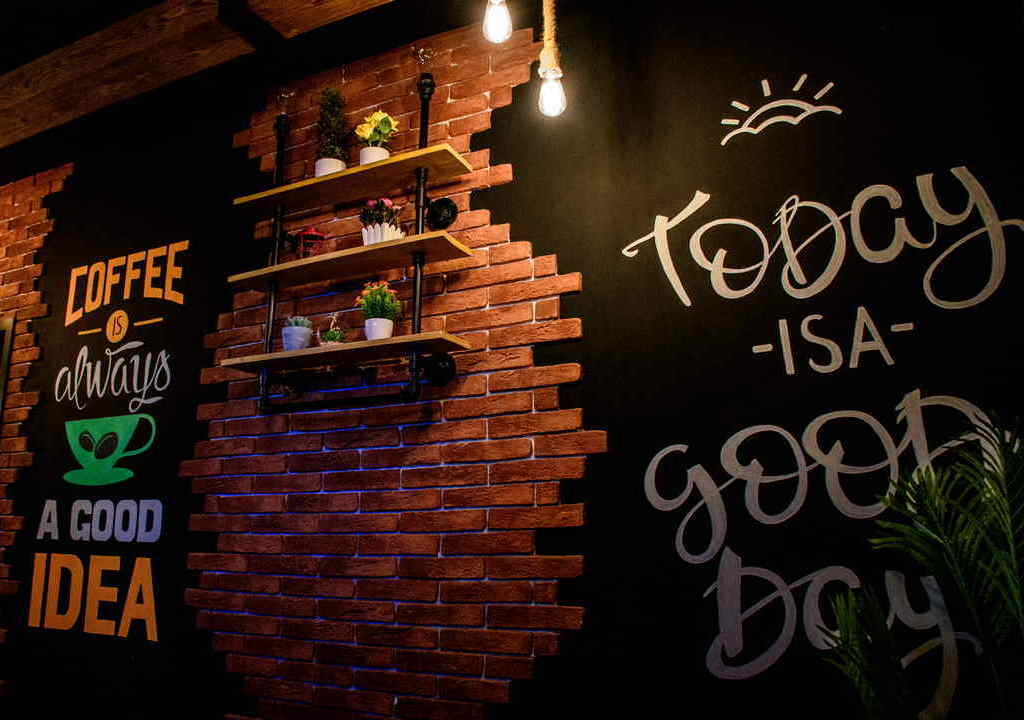 COFFEE
IS
always
A GOOD
IDEA
TODay
-ISA-
gOOD
Day